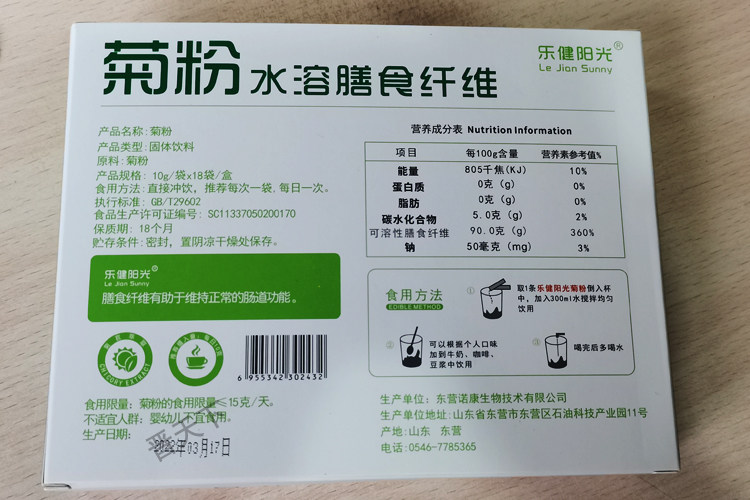 菊粉 水溶膳食纤维
乐健阳光®
Le Jian Sunny
产品名称: 菊粉
产品类型: 固体饮料
原料: 菊粉
产品规格: 10g/袋x18袋/盒
食用方法: 直接冲饮，推荐每次一袋，每日一次。
执行标准: GB/T29602
食品生产许可证编号: SC11337050200170
保质期: 18个月
贮存条件: 密封，置阴凉干燥处保存。
营养成分表 Nutrition Information
项目 每100g含量 营养素参考值%
能量 805千焦(KJ) 10%
蛋白质 0克 (g) 0%
脂肪 0克 (g) 0%
碳水化合物 5.0克 (g) 2%
可溶性膳食纤维 90.0克 (g) 360%
钠 50毫克 (mg) 3%
乐健阳光®
Le Jian Sunny
膳食纤维有助于维持正常的肠道功能。
食用方法
EDIBLE METHOD
① 取1条乐健阳光菊粉倒入杯
中，加入300ml水搅拌均匀
饮用
② 可以根据个人口味
加到牛奶、咖啡、
豆浆中饮用
③ 喝完后多喝水
CHICORY EXTRACT
6955342302432
食用限量: 菊粉的食用限量≤15克/天。
不适宜人群: 婴幼儿不宜食用。
生产日期:
2022年03月17日
普天下
生产单位: 东营诺康生物技术有限公司
生产单位地址: 山东省东营市东营区石油科技产业园11号
产地: 山东 东营
电话: 0546-7785365